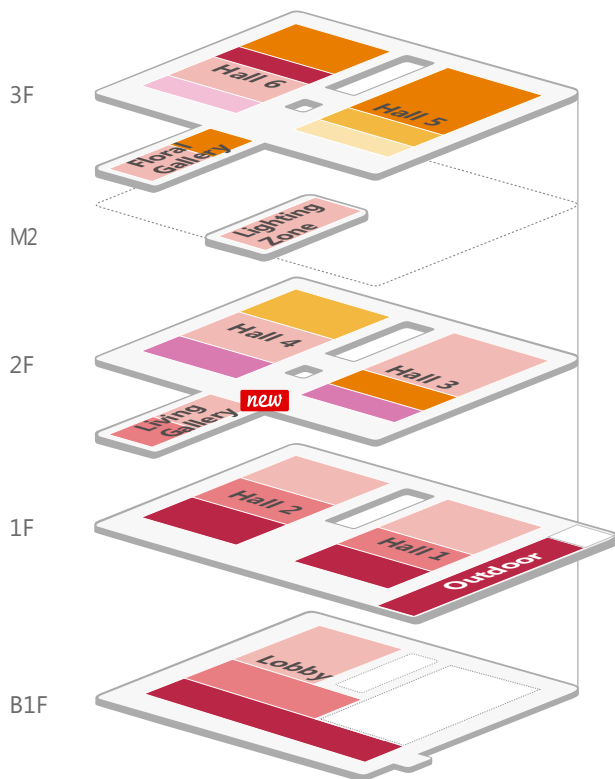 3F
Hall 6
Hall 5
Floral
Gallery
M2
Lighting
Zone
2F
Hall 4
Hall 3
Living
Gallery
new
1F
Hall 2
Hall 1
Outdoor
B1F
Lobby